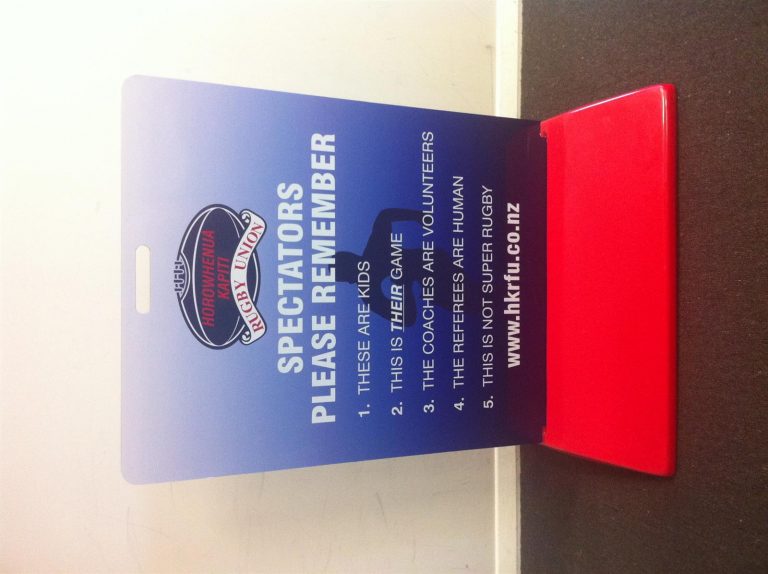 HOROWHENUA
KAPITI
RUGBY UNION
SPECTATORS
PLEASE REMEMBER
1. THESE ARE KIDS
2. THIS IS THEIR GAME
3. THE COACHES ARE VOLUNTEERS
4. THE REFEREES ARE HUMAN
5. THIS IS NOT SUPER RUGBY
www.hkrfu.co.nz